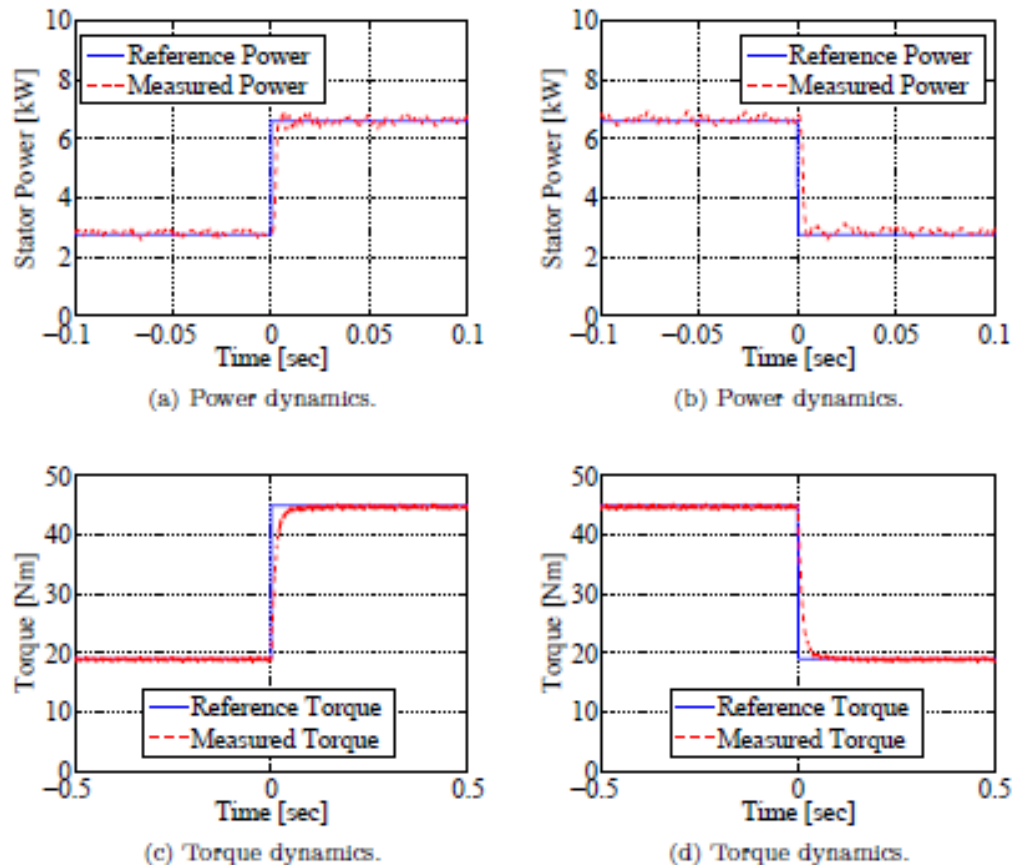 10
8
6
4
2
0
Stator Power [kW]
Reference Power
Measured Power
−0.1
−0.05
0
0.05
0.1
Time [sec]
(a) Power dynamics.
10
8
6
4
2
0
Stator Power [kW]
Reference Power
Measured Power
−0.1
−0.05
0
0.05
0.1
Time [sec]
(b) Power dynamics.
50
40
30
20
10
0
Torque [Nm]
Reference Torque
Measured Torque
−0.5
0
0.5
Time [sec]
(c) Torque dynamics.
50
40
30
20
10
0
Torque [Nm]
Reference Torque
Measured Torque
−0.5
0
0.5
Time [sec]
(d) Torque dynamics.